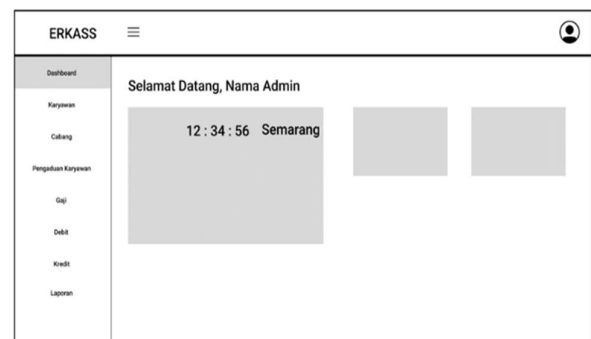 ERKASS
Dashboard
Karyawan
Cabang
Pengaduan Karyawan
Gaji
Debit
Kredit
Laporan
Selamat Datang, Nama Admin
12 : 34 : 56 Semarang